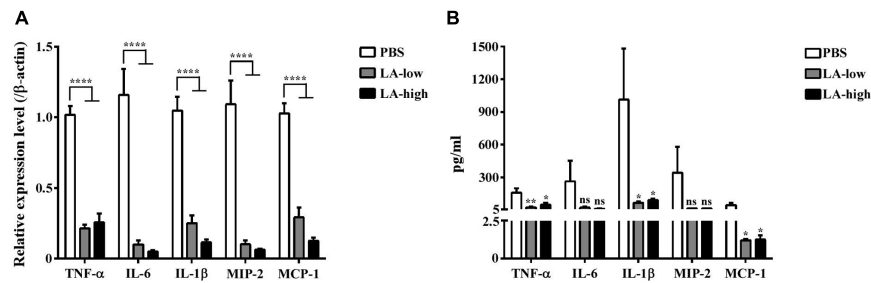 A
Relative expression level (/β-actin)
1.5
1.0
0.5
0.0
****
****
****
****
****
PBS
LA-low
LA-high
TNF-α IL-6 IL-1β MIP-2 MCP-1
B
pg/ml
1500
1200
900
600
300
5
2.5
0.0
** *
ns ns
* *
ns ns
* *
PBS
LA-low
LA-high
TNF-α IL-6 IL-1β MIP-2 MCP-1